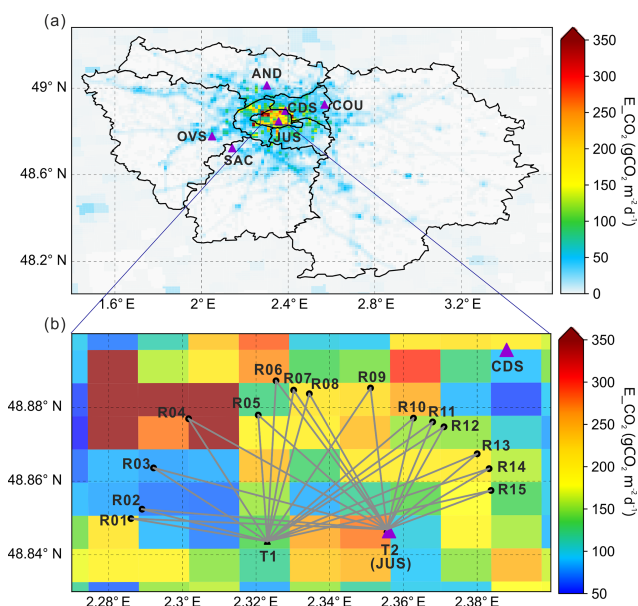 (a)
49° N
48.6° N
48.2° N
AND
CDS
COU
OVS
JUS
SAC
1.6° E
2° E
2.4° E
2.8° E
3.2° E
350
300
250
200
150
100
50
0
E_CO₂ (gCO₂ m⁻² d⁻¹)
(b)
48.88° N
48.86° N
48.84° N
R06
R07
R08
R09
CDS
R04
R05
R10
R11
R12
R03
R13
R14
R02
R15
R01
T1
T2
(JUS)
2.28° E
2.3° E
2.32° E
2.34° E
2.36° E
2.38° E
350
300
250
200
150
100
50
E_CO₂ (gCO₂ m⁻² d⁻¹)